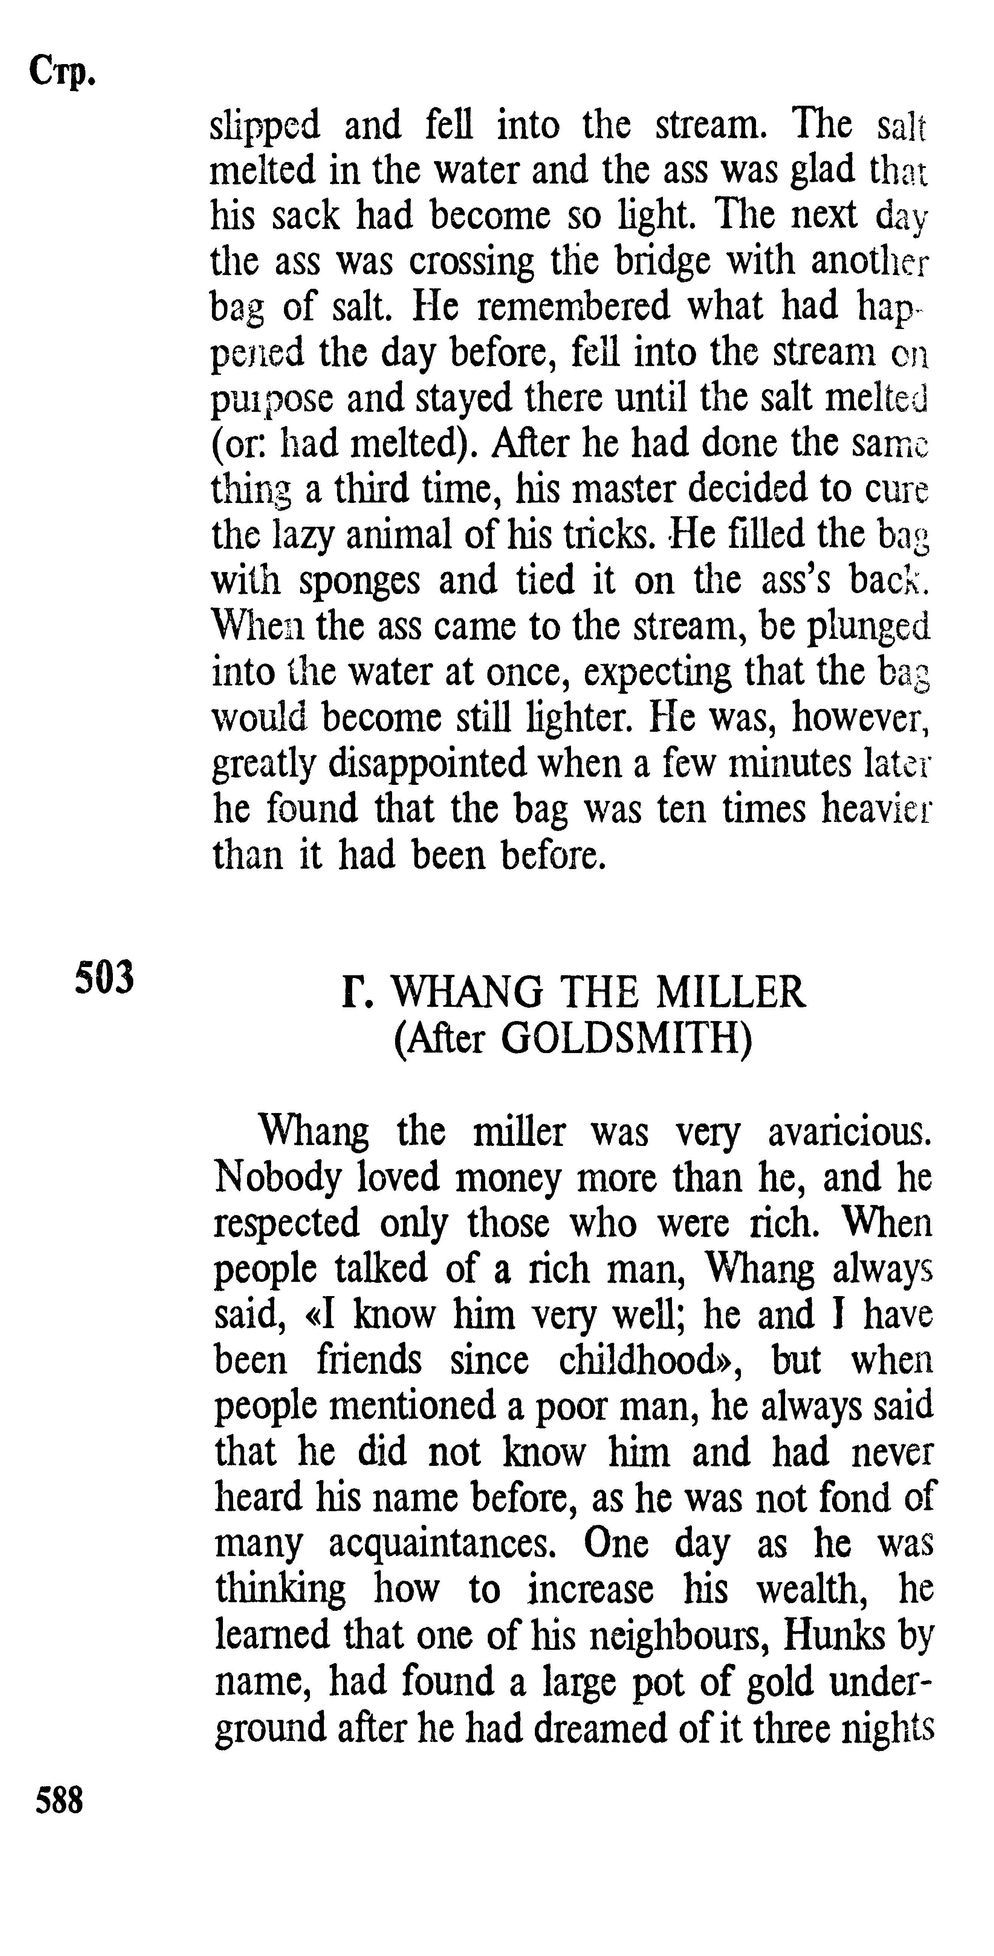 Стр.
slipped and fell into the stream. The salt
melted in the water and the ass was glad that
his sack had become so light. The next day
the ass was crossing the bridge with another
bag of salt. He remembered what had hap-
pened the day before, fell into the stream on
purpose and stayed there until the salt melted
(or: had melted). After he had done the same
thing a third time, his master decided to cure
the lazy animal of his tricks. He filled the bag
with sponges and tied it on the ass's back.
When the ass came to the stream, be plunged
into the water at once, expecting that the bag
would become still lighter. He was, however,
greatly disappointed when a few minutes later
he found that the bag was ten times heavier
than it had been before.
503
Г. WHANG THE MILLER
(After GOLDSMITH)
Whang the miller was very avaricious.
Nobody loved money more than he, and he
respected only those who were rich. When
people talked of a rich man, Whang always
said, «I know him very well; he and I have
been friends since childhood», but when
people mentioned a poor man, he always said
that he did not know him and had never
heard his name before, as he was not fond of
many acquaintances. One day as he was
thinking how to increase his wealth, he
learned that one of his neighbours, Hunks by
name, had found a large pot of gold under-
ground after he had dreamed of it three nights
588